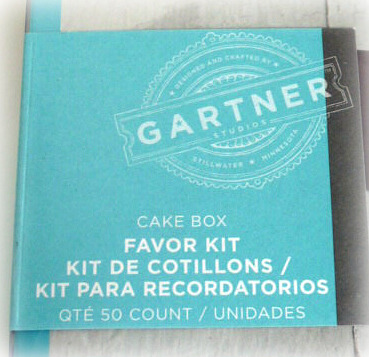 DESIGNED AND CRAFTED BY
GARTNER
STUDIOS
STILLWATER ★ MINNESOTA
CAKE BOX
FAVOR KIT
KIT DE COTILLONS /
KIT PARA RECORDATORIOS
QTÉ 50 COUNT / UNIDADES